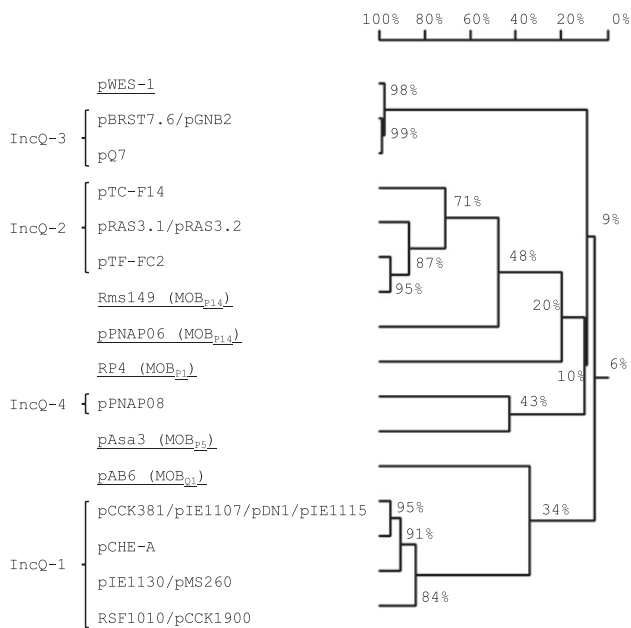 100% 80% 60% 40% 20% 0%
pWES-1
98%
pBRST7.6/pGNB2
99%
IncQ-3
pQ7
pTC-F14
71%
9%
IncQ-2
pRAS3.1/pRAS3.2
48%
pTF-FC2
87%
95%
Rms149 (MOBP14)
20%
pPNAP06 (MOBP14)
RP4 (MOBP1)
10%
6%
IncQ-4
pPNAP08
43%
pAsa3 (MOBP5)
pAB6 (MOBQ1)
pCCK381/pIE1107/pDN1/pIE1115
95%
34%
91%
pCHE-A
IncQ-1
pIE1130/pMS260
84%
RSF1010/pCCK1900